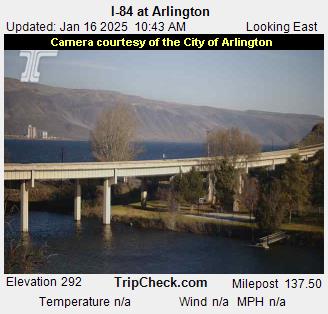 I-84 at Arlington
Updated: Jan 16 2025 10:43 AM Looking East
Camera courtesy of the City of Arlington
Elevation 292 TripCheck.com Milepost 137.50
Temperature n/a Wind n/a MPH n/a